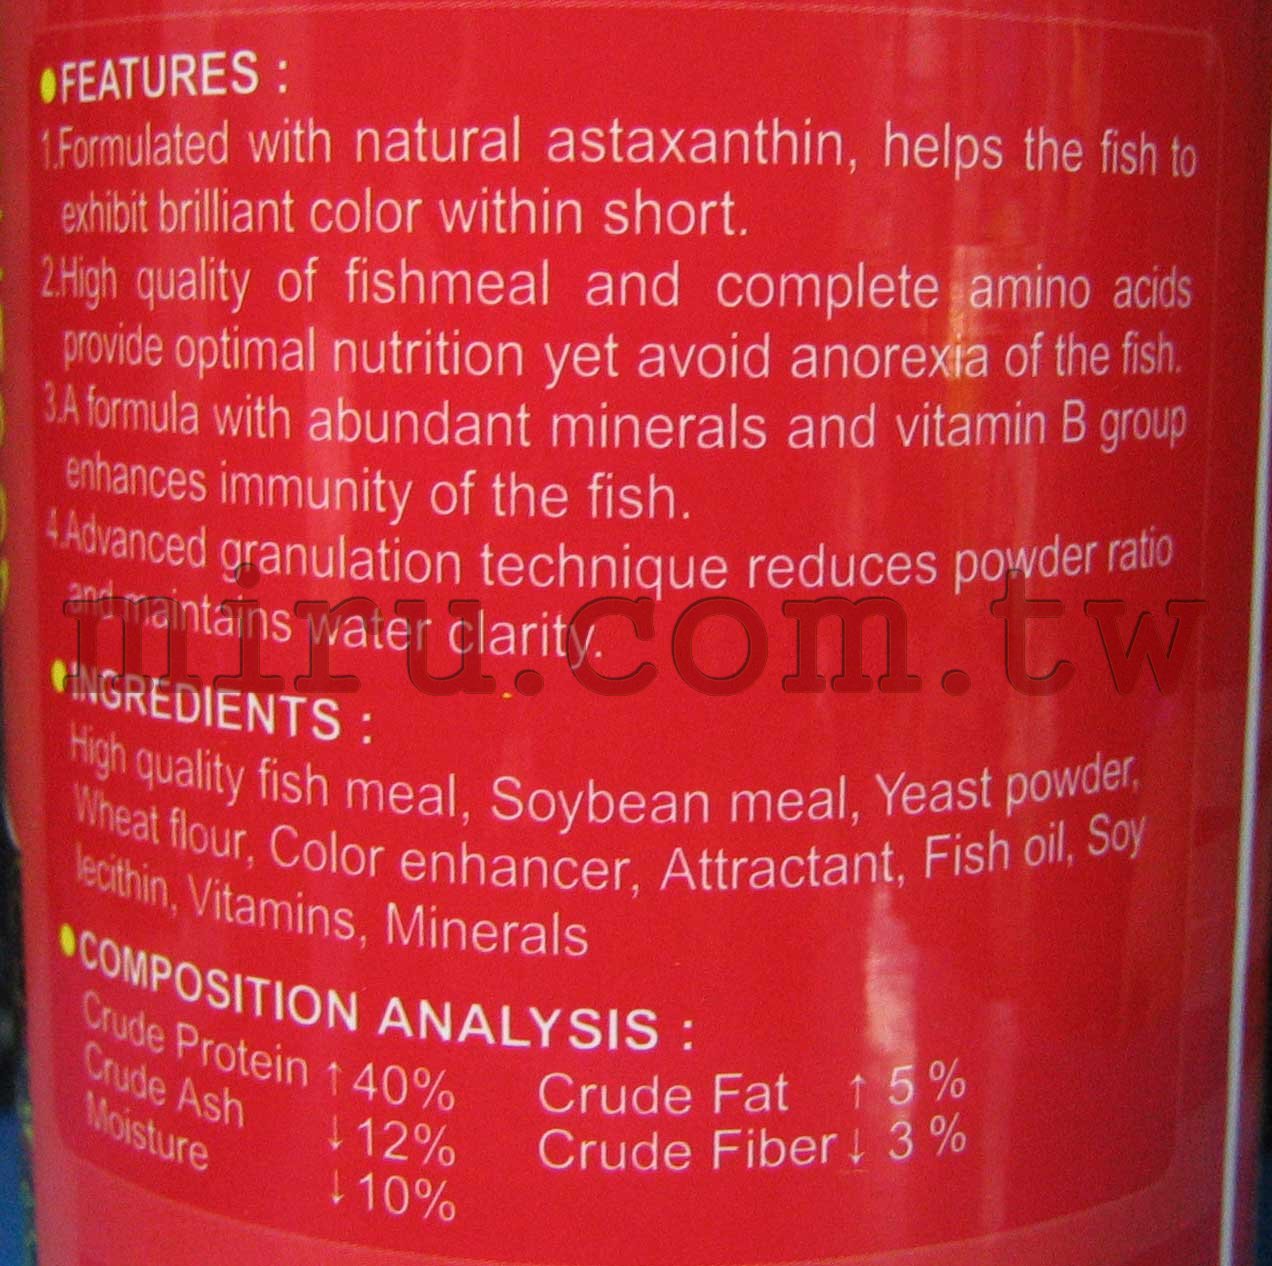 ●FEATURES :
1.Formulated with natural astaxanthin, helps the fish to
exhibit brilliant color within short.
2.High quality of fishmeal and complete amino acids
provide optimal nutrition yet avoid anorexia of the fish.
3.A formula with abundant minerals and vitamin B group
enhances immunity of the fish.
4.Advanced granulation technique reduces powder ratio
and maintains water clarity.
miru.com.tw
●INGREDIENTS :
High quality fish meal, Soybean meal, Yeast powder,
Wheat flour, Color enhancer, Attractant, Fish oil, Soy
lecithin, Vitamins, Minerals
●COMPOSITION ANALYSIS :
Crude Protein ↑40% Crude Fat ↑ 5%
Crude Ash ↓12% Crude Fiber↓ 3%
Moisture ↓10%